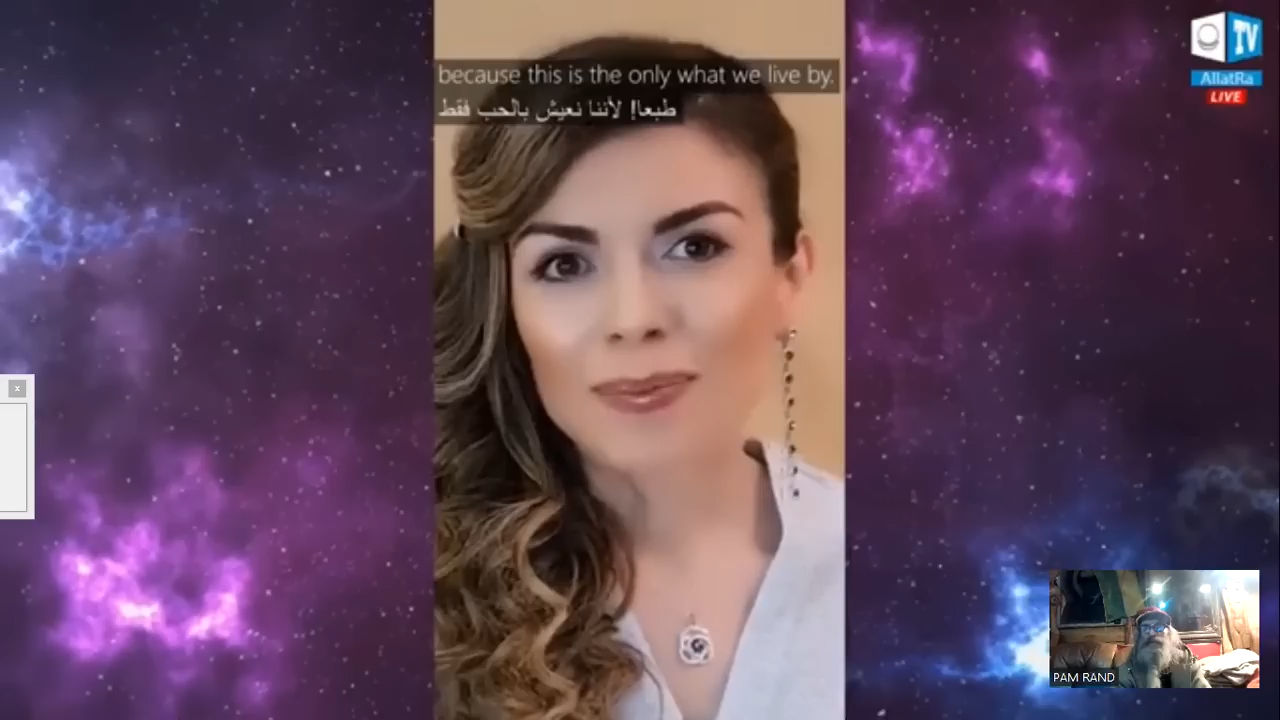 because this is the only what we live by.
طبعا! لأننا نعيش بالحب فقط
TV
AllatRa
LIVE
x
PAM RAND